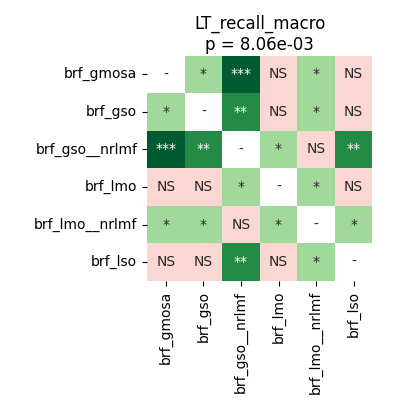 LT_recall_macro
p = 8.06e-03
brf_gmosa - * *** NS * NS
brf_gso * - ** NS * NS
brf_gso__nrlmf *** ** - * NS **
brf_lmo NS NS * - * NS
brf_lmo__nrlmf * * NS * - *
brf_lso NS NS ** NS * -
brf_gmosa
brf_gso
brf_gso__nrlmf
brf_lmo
brf_lmo__nrlmf
brf_lso